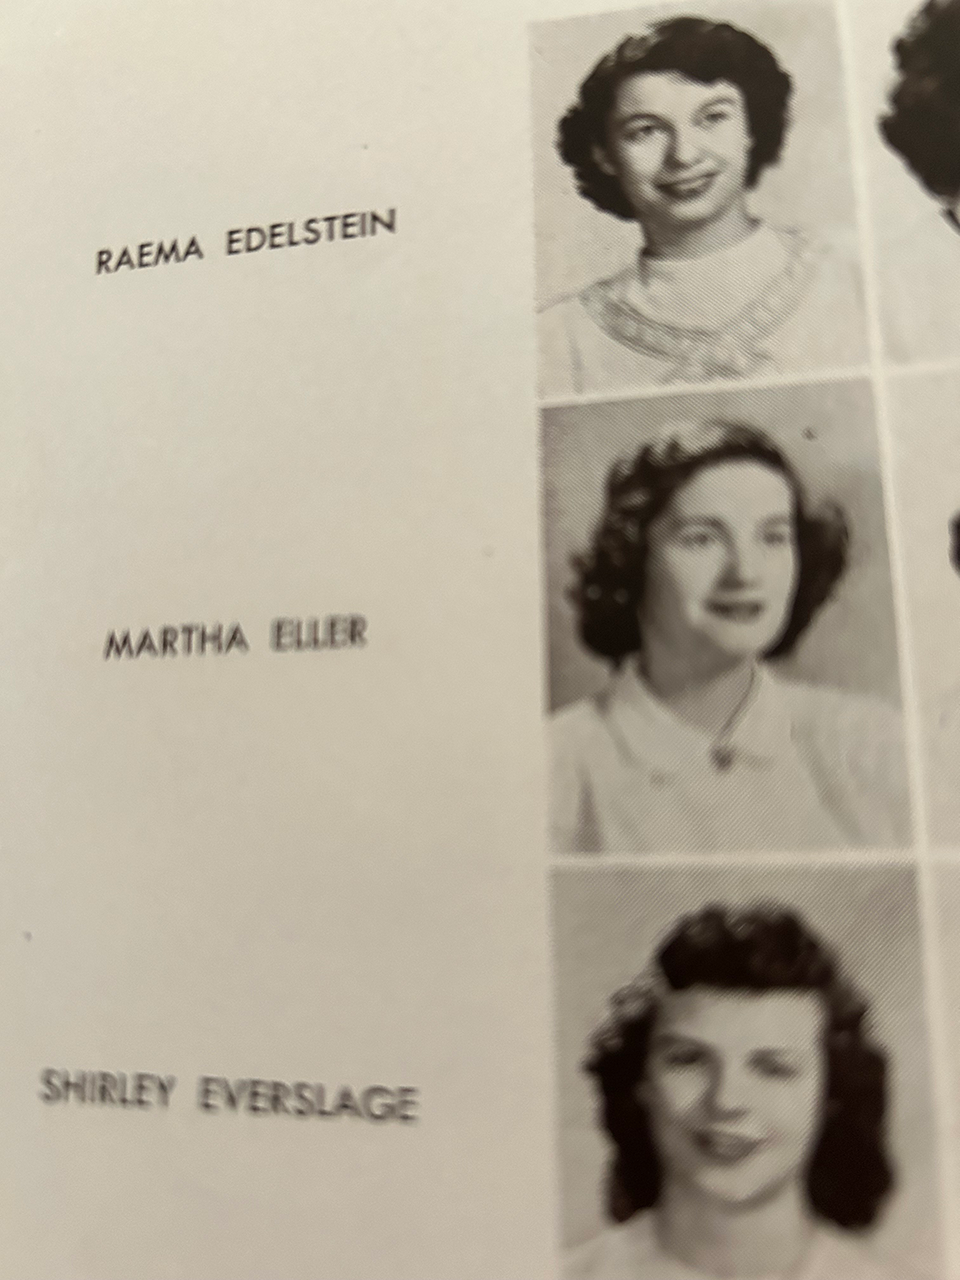 RAEMA EDELSTEIN
MARTHA ELLER
SHIRLEY EVERSLAGE